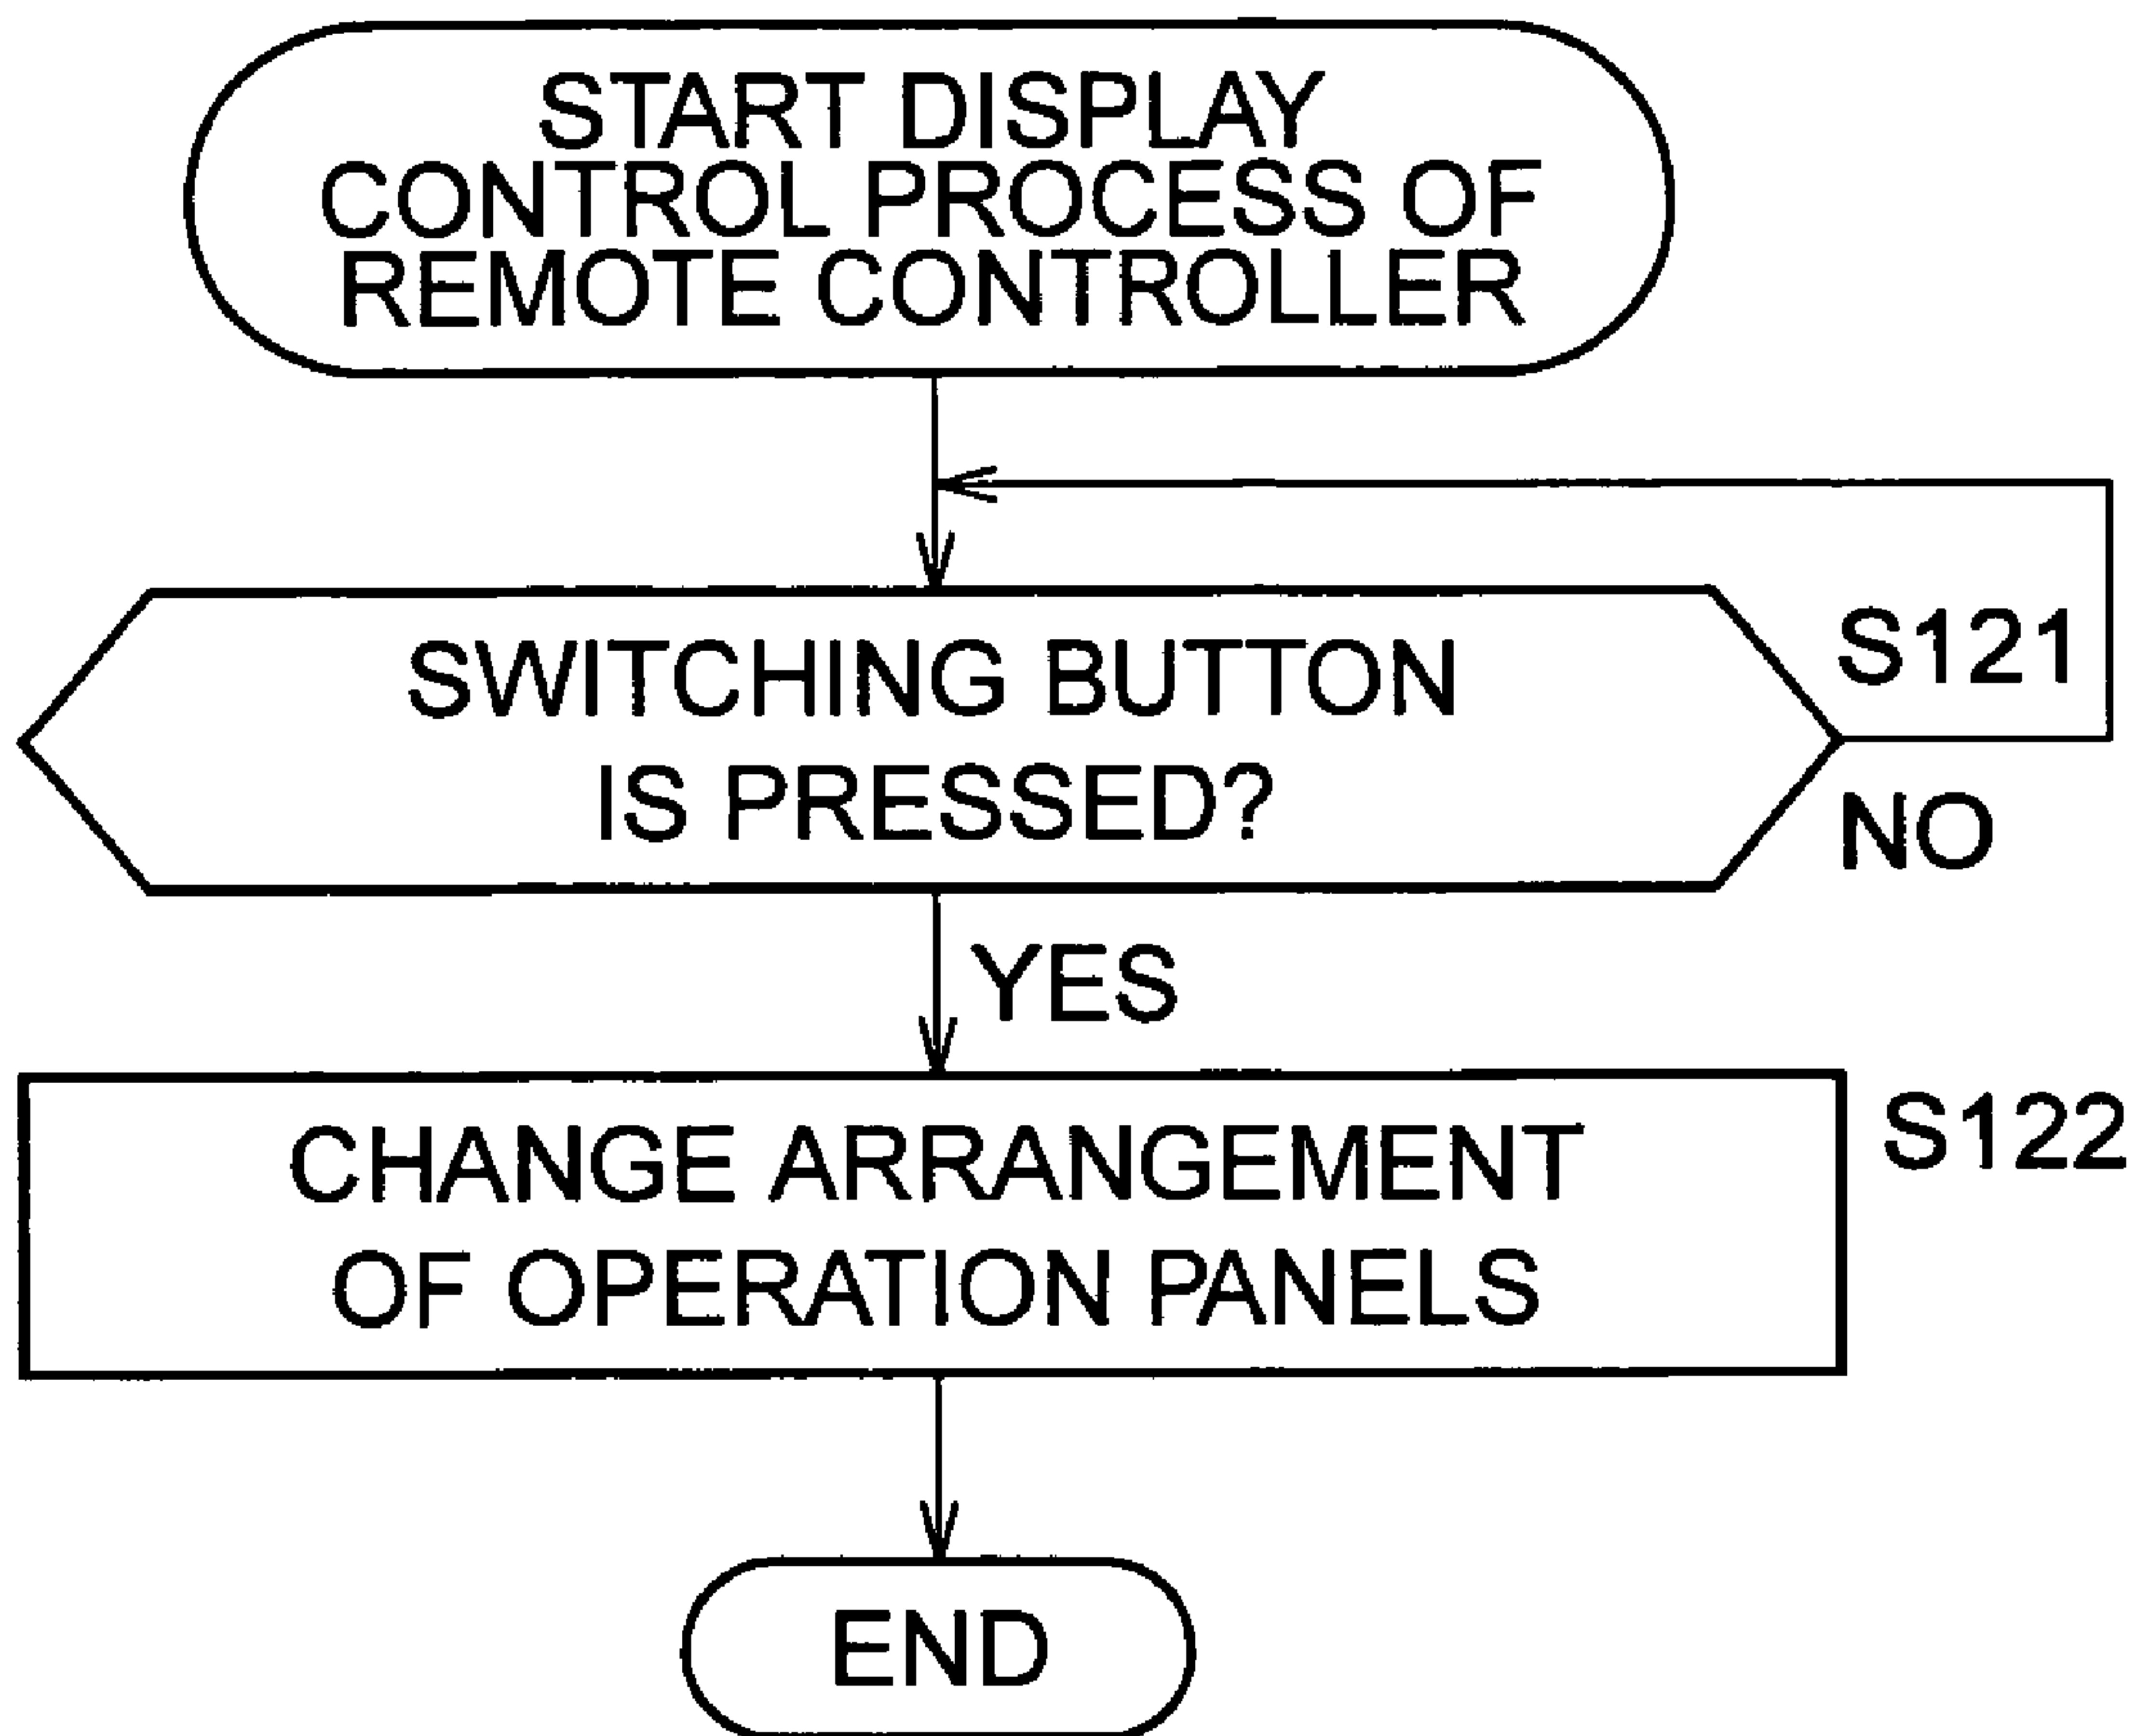 START DISPLAY
CONTROL PROCESS OF
REMOTE CONTROLLER
SWITCHING BUTTON
IS PRESSED?
S121
NO
YES
CHANGE ARRANGEMENT
OF OPERATION PANELS
S122
END